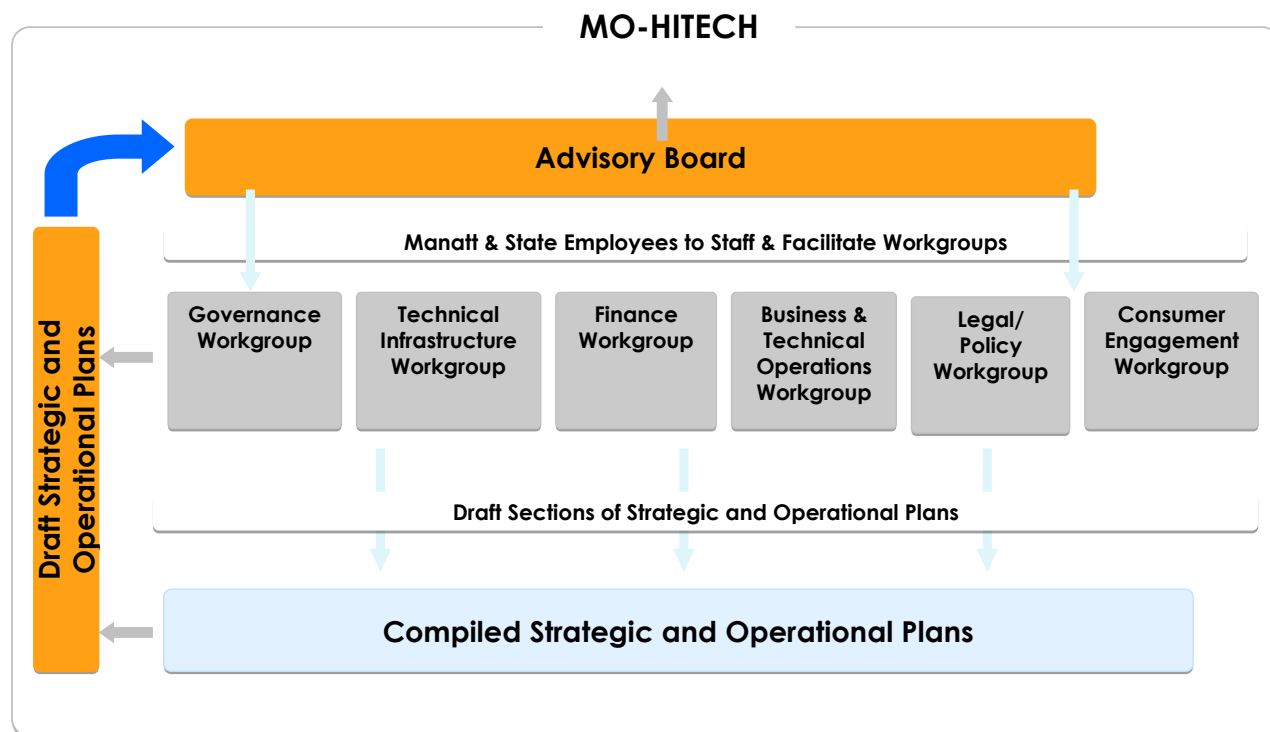 MO-HITECH
Advisory Board
Manatt & State Employees to Staff & Facilitate Workgroups
Governance
Workgroup
Technical
Infrastructure
Workgroup
Finance
Workgroup
Business &
Technical
Operations
Workgroup
Legal/
Policy
Workgroup
Consumer
Engagement
Workgroup
Draft Strategic and
Operational Plans
Draft Sections of Strategic and Operational Plans
Compiled Strategic and Operational Plans